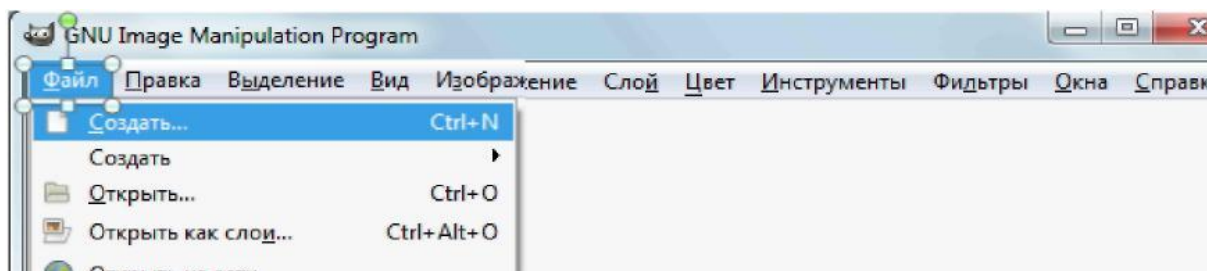 GNU Image Manipulation Program
Файл Правка Выделение Вид Изображение Слой Цвет Инструменты Фильтры Окна
Создать... Ctrl+N
Создать
Открыть... Ctrl+O
Открыть как слои... Ctrl+Alt+O